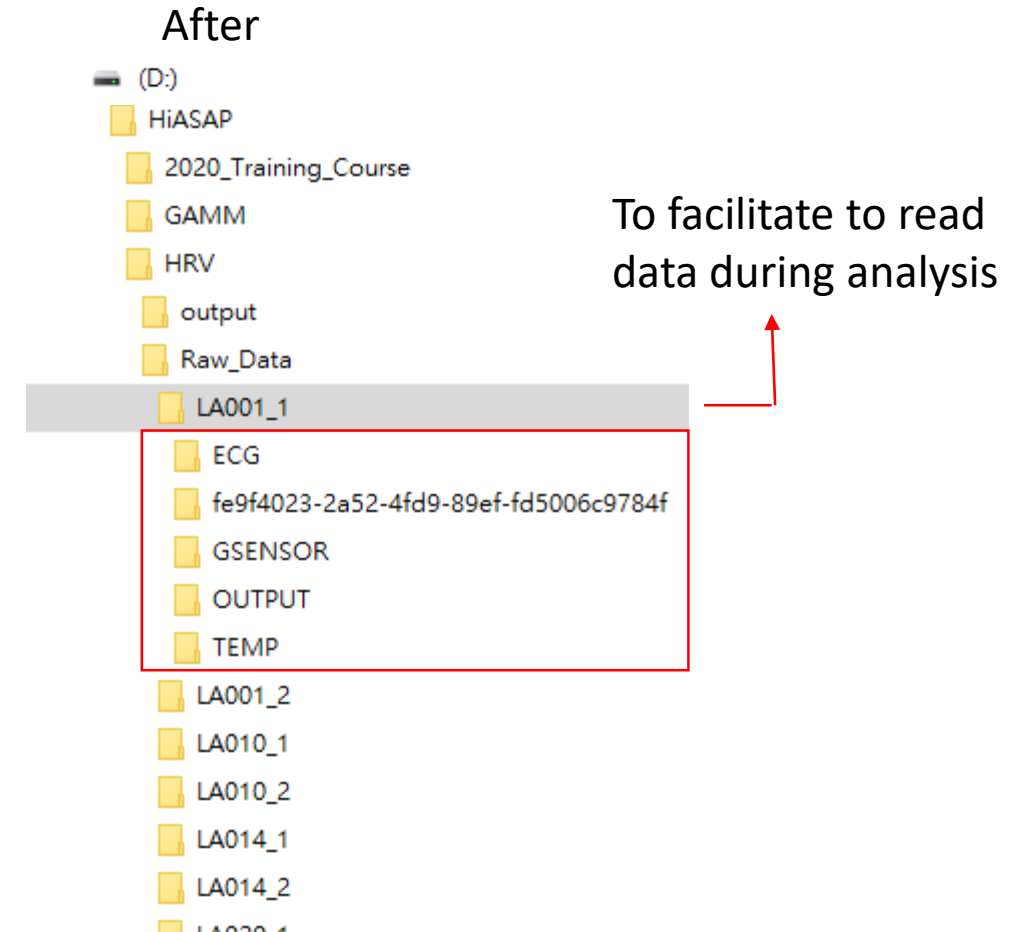 After
(D:)
HiASAP
2020_Training_Course
GAMM
HRV
output
Raw_Data
LA001_1
ECG
fe9f4023-2a52-4fd9-89ef-fd5006c9784f
GSENSOR
OUTPUT
TEMP
LA001_2
LA010_1
LA010_2
LA014_1
LA014_2
To facilitate to read
data during analysis